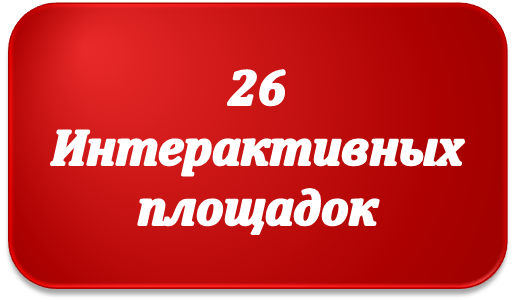 26
Интерактивных
площадок